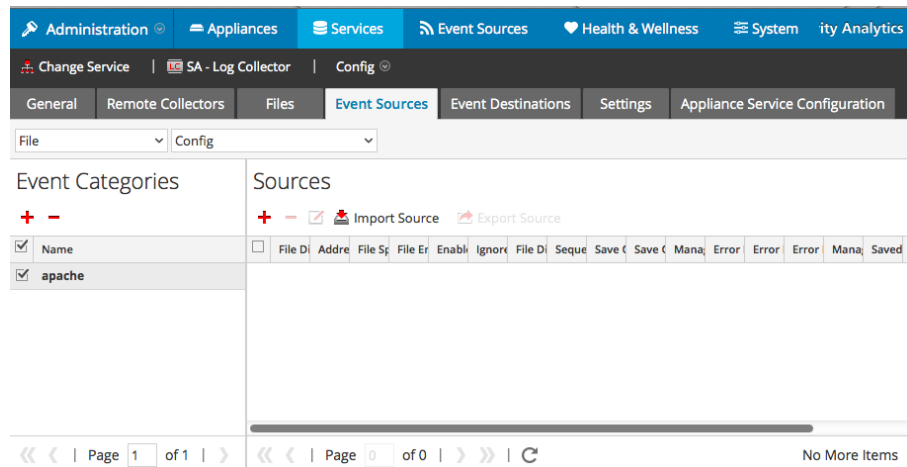 Administration Appliances Services Event Sources Health & Wellness System ity Analytics
Change Service | LC SA - Log Collector | Config
General Remote Collectors Files Event Sources Event Destinations Settings Appliance Service Configuration
File Config
Event Categories Sources
Import Source Export Source
Name File Di Addre File Sp File En Enabl Ignore File Di Seque Save C Save C Mana Error Error Error Mana Saved
apache
Page 1 of 1 | Page 0 of 0 | No More Items